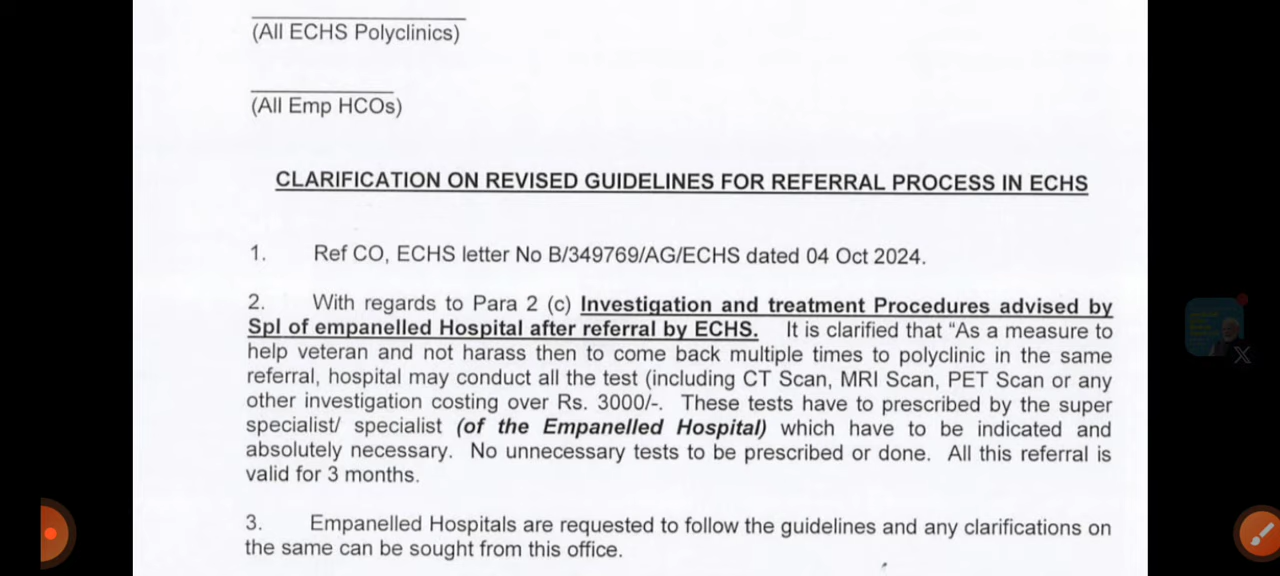 (All ECHS Polyclinics)
(All Emp HCOs)
CLARIFICATION ON REVISED GUIDELINES FOR REFERRAL PROCESS IN ECHS
1. Ref CO, ECHS letter No B/349769/AG/ECHS dated 04 Oct 2024.
2. With regards to Para 2 (c) Investigation and treatment Procedures advised by
Spl of empanelled Hospital after referral by ECHS. It is clarified that “As a measure to
help veteran and not harass then to come back multiple times to polyclinic in the same
referral, hospital may conduct all the test (including CT Scan, MRI Scan, PET Scan or any
other investigation costing over Rs. 3000/-. These tests have to prescribed by the super
specialist/ specialist (of the Empanelled Hospital) which have to be indicated and
absolutely necessary. No unnecessary tests to be prescribed or done. All this referral is
valid for 3 months.
3. Empanelled Hospitals are requested to follow the guidelines and any clarifications on
the same can be sought from this office.